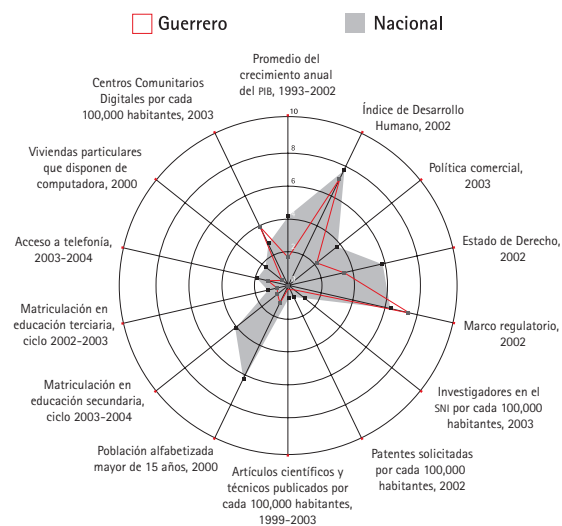 Guerrero
Nacional
Promedio del
crecimiento anual
del PIB, 1993-2002
Índice de Desarrollo
Humano, 2002
Política comercial,
2003
Estado de Derecho,
2002
Marco regulatorio,
2002
Investigadores en el
SNI por cada 100,000
habitantes, 2003
Patentes solicitadas
por cada 100,000
habitantes, 2002
Artículos científicos y
técnicos publicados por
cada 100,000 habitantes,
1999-2003
Población alfabetizada
mayor de 15 años, 2000
Matriculación en
educación secundaria,
ciclo 2003-2004
Matriculación en
educación terciaria,
ciclo 2002-2003
Acceso a telefonía,
2003-2004
Viviendas particulares
que disponen de
computadora, 2000
Centros Comunitarios
Digitales por cada
100,000 habitantes, 2003
10
8
6